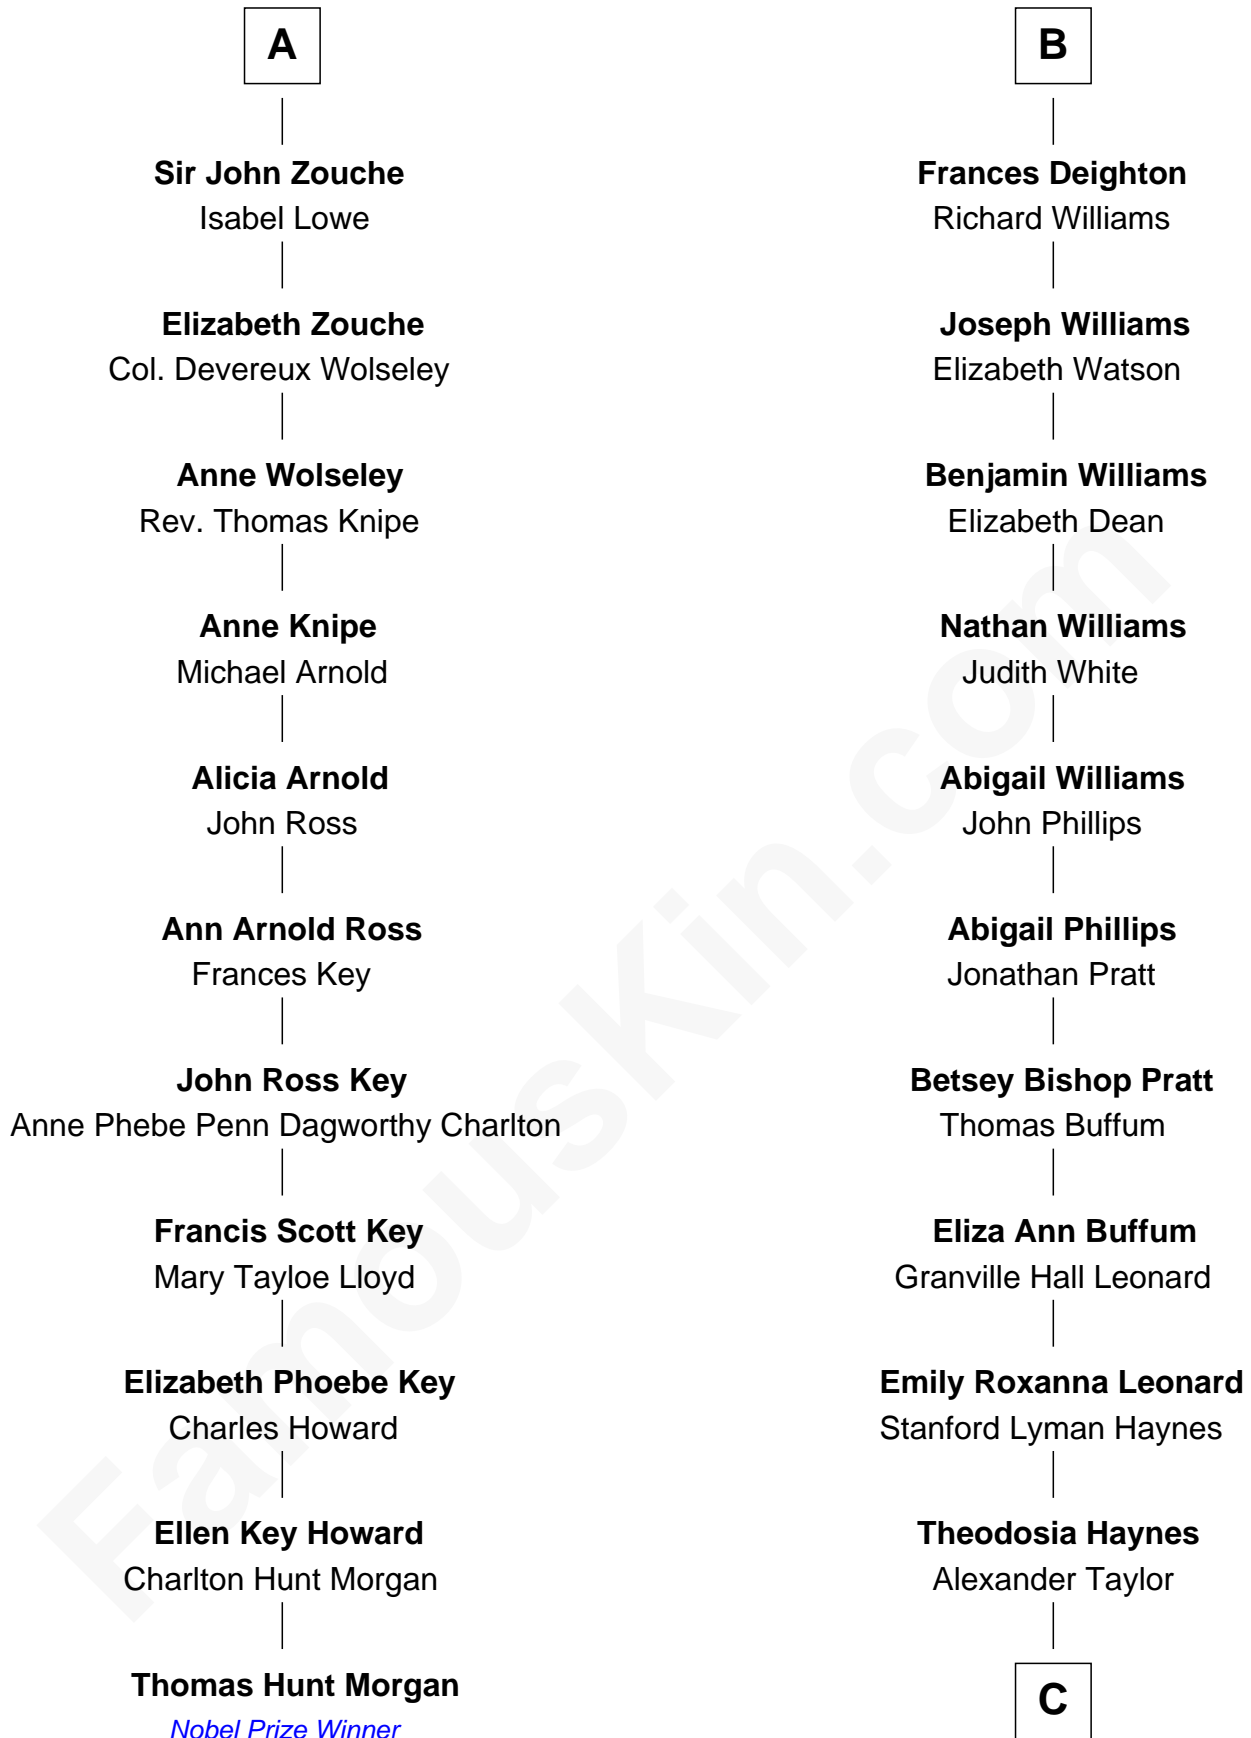 A
Sir John Zouche
Isabel Lowe
Elizabeth Zouche
Col. Devereux Wolseley
Anne Wolseley
Rev. Thomas Knipe
Anne Knipe
Michael Arnold
Alicia Arnold
John Ross
Ann Arnold Ross
Frances Key
John Ross Key
Anne Phebe Penn Dagworthy Charlton
Francis Scott Key
Mary Tayloe Lloyd
Elizabeth Phoebe Key
Charles Howard
Ellen Key Howard
Charlton Hunt Morgan
Thomas Hunt Morgan
Nobel Prize Winner
B
Frances Deighton
Richard Williams
Joseph Williams
Elizabeth Watson
Benjamin Williams
Elizabeth Dean
Nathan Williams
Judith White
Abigail Williams
John Phillips
Abigail Phillips
Jonathan Pratt
Betsey Bishop Pratt
Thomas Buffum
Eliza Ann Buffum
Granville Hall Leonard
Emily Roxanna Leonard
Stanford Lyman Haynes
Theodosia Haynes
Alexander Taylor
C
FamousKin.com